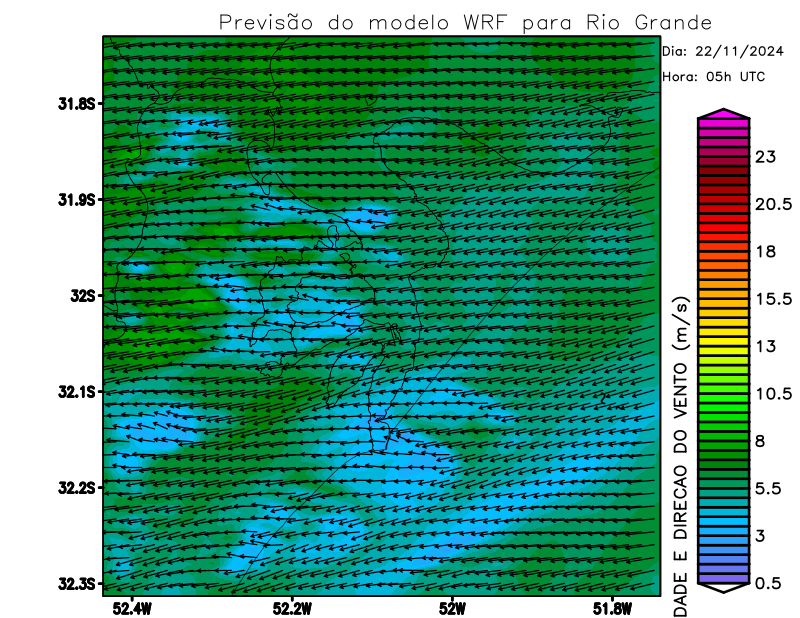 Previsão do modelo WRF para Rio Grande
Dia: 22/11/2024
Hora: 05h UTC
31.8S
31.9S
32S
32.1S
32.2S
32.3S
52.4W
52.2W
52W
51.8W
DADE E DIRECAO DO VENTO (m/s)
23
20.5
18
15.5
13
10.5
8
5.5
3
0.5